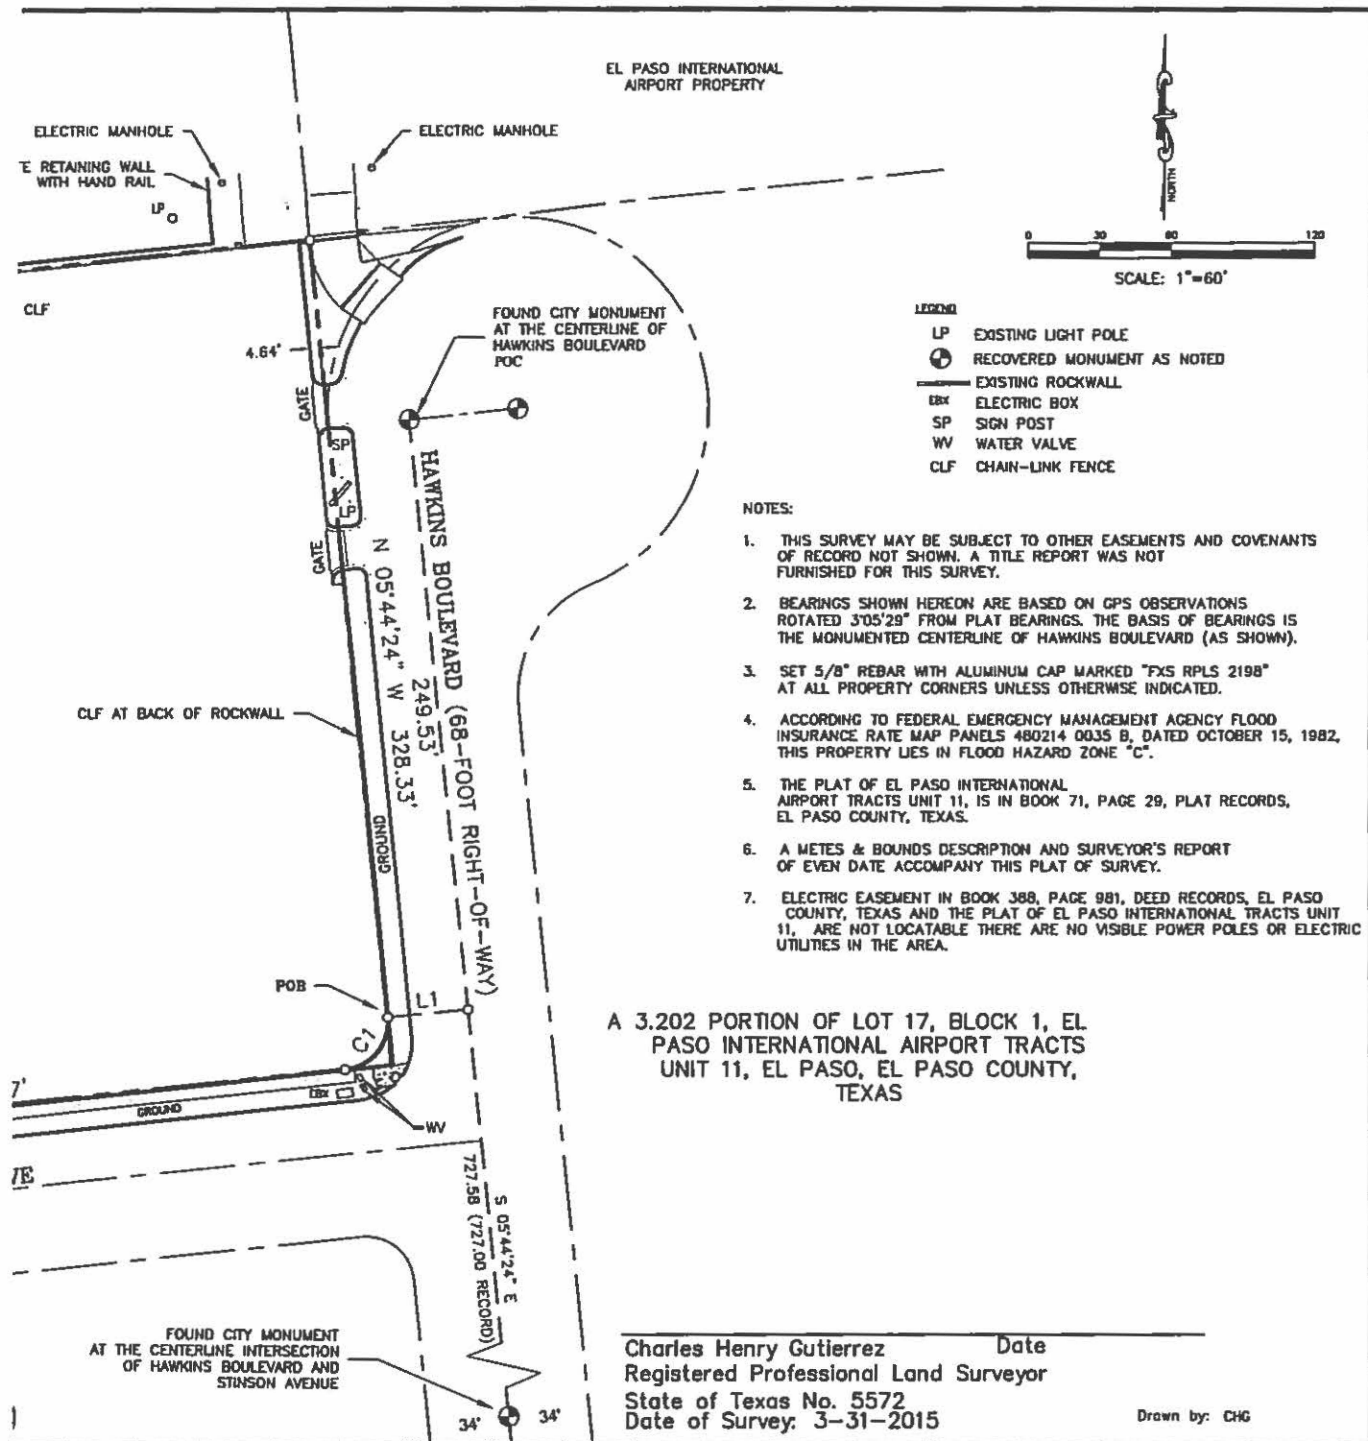 EL PASO INTERNATIONAL
AIRPORT PROPERTY
ELECTRIC MANHOLE
ELECTRIC MANHOLE
E RETAINING WALL
WITH HAND RAIL
LP
NORTH
0 30 60 120
SCALE: 1"=60'
CLF
4.64'
FOUND CITY MONUMENT
AT THE CENTERLINE OF
HAWKINS BOULEVARD
POC
LEGEND
LP EXISTING LIGHT POLE
RECOVERED MONUMENT AS NOTED
EXISTING ROCKWALL
EBX ELECTRIC BOX
SP SIGN POST
WV WATER VALVE
CLF CHAIN-LINK FENCE
GATE
SP
LP
GATE
HAWKINS BOULEVARD (68-FOOT RIGHT-OF-WAY)
249.53'
N 05°44'24" W 328.33'
CLF AT BACK OF ROCKWALL
GROUND
NOTES:
1. THIS SURVEY MAY BE SUBJECT TO OTHER EASEMENTS AND COVENANTS
OF RECORD NOT SHOWN. A TITLE REPORT WAS NOT
FURNISHED FOR THIS SURVEY.
2. BEARINGS SHOWN HEREON ARE BASED ON GPS OBSERVATIONS
ROTATED 3°05'29" FROM PLAT BEARINGS. THE BASIS OF BEARINGS IS
THE MONUMENTED CENTERLINE OF HAWKINS BOULEVARD (AS SHOWN).
3. SET 5/8" REBAR WITH ALUMINUM CAP MARKED "FXS RPLS 2198"
AT ALL PROPERTY CORNERS UNLESS OTHERWISE INDICATED.
4. ACCORDING TO FEDERAL EMERGENCY MANAGEMENT AGENCY FLOOD
INSURANCE RATE MAP PANELS 480214 0035 B, DATED OCTOBER 15, 1982,
THIS PROPERTY LIES IN FLOOD HAZARD ZONE "C".
5. THE PLAT OF EL PASO INTERNATIONAL
AIRPORT TRACTS UNIT 11, IS IN BOOK 71, PAGE 29, PLAT RECORDS,
EL PASO COUNTY, TEXAS.
6. A METES & BOUNDS DESCRIPTION AND SURVEYOR'S REPORT
OF EVEN DATE ACCOMPANY THIS PLAT OF SURVEY.
7. ELECTRIC EASEMENT IN BOOK 388, PAGE 981, DEED RECORDS, EL PASO
COUNTY, TEXAS AND THE PLAT OF EL PASO INTERNATIONAL TRACTS UNIT
11, ARE NOT LOCATABLE THERE ARE NO VISIBLE POWER POLES OR ELECTRIC
UTILITIES IN THE AREA.
POB
L1
C1
A 3.202 PORTION OF LOT 17, BLOCK 1, EL
PASO INTERNATIONAL AIRPORT TRACTS
UNIT 11, EL PASO, EL PASO COUNTY,
TEXAS
7'
GROUND
EBX
WV
VE
S 05°44'24" E
727.58 (727.00 RECORD)
FOUND CITY MONUMENT
AT THE CENTERLINE INTERSECTION
OF HAWKINS BOULEVARD AND
STINSON AVENUE
34' 34'
Charles Henry Gutierrez Date
Registered Professional Land Surveyor
State of Texas No. 5572
Date of Survey: 3-31-2015
Drawn by: CHG